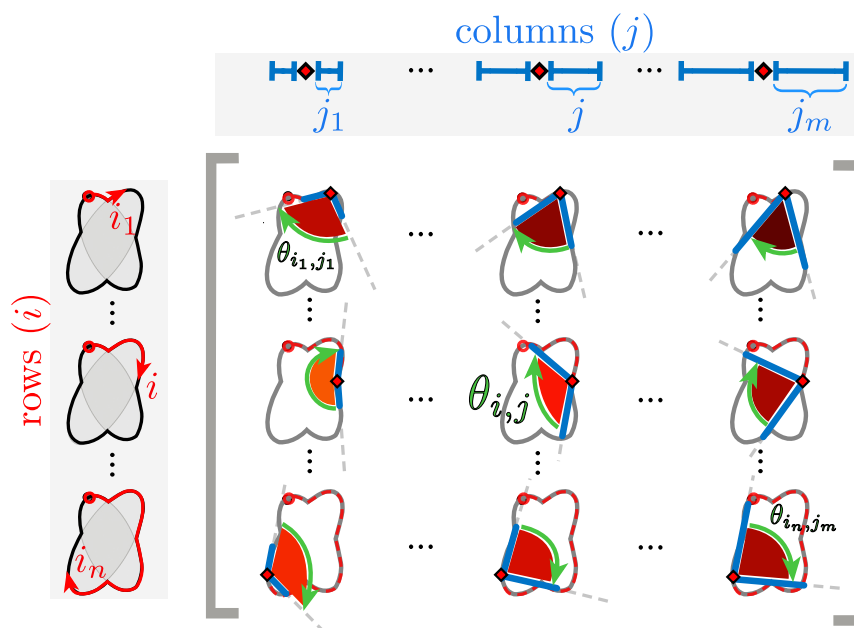 columns (j)
... ...
j₁ j jₘ
i₁
θ_{i₁,j₁}
... ...
⋮ ⋮ ⋮ ⋮
rows (i)
i
θ_{i,j}
... ...
⋮ ⋮ ⋮ ⋮
iₙ
θ_{iₙ,jₘ}
... ...